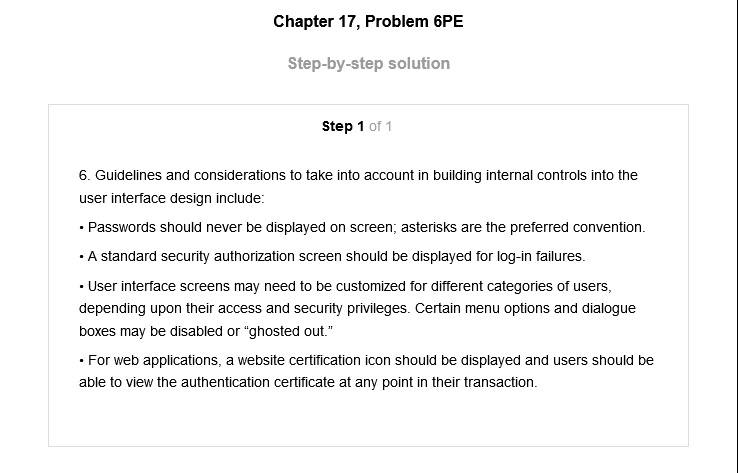 Chapter 17, Problem 6PE
Step-by-step solution
Step 1 of 1
6. Guidelines and considerations to take into account in building internal controls into the
user interface design include:
• Passwords should never be displayed on screen; asterisks are the preferred convention.
• A standard security authorization screen should be displayed for log-in failures.
• User interface screens may need to be customized for different categories of users,
depending upon their access and security privileges. Certain menu options and dialogue
boxes may be disabled or “ghosted out.”
• For web applications, a website certification icon should be displayed and users should be
able to view the authentication certificate at any point in their transaction.